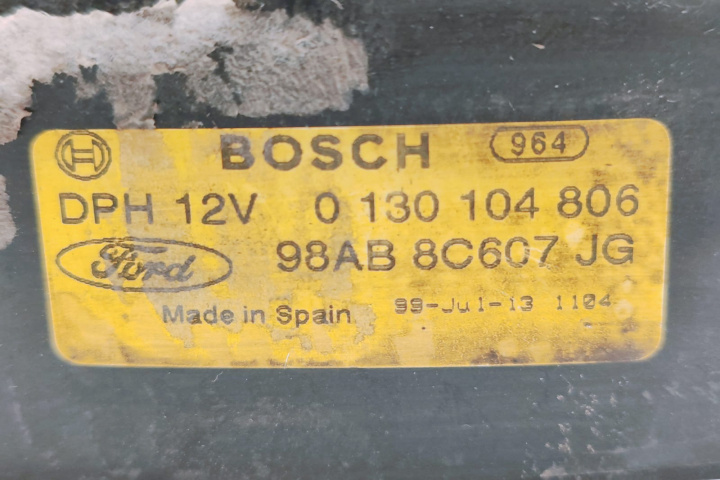 BOSCH 964
DPH 12V 0 130 104 806
Ford 98AB 8C607 JG
Made in Spain 99-Jul-13 1104